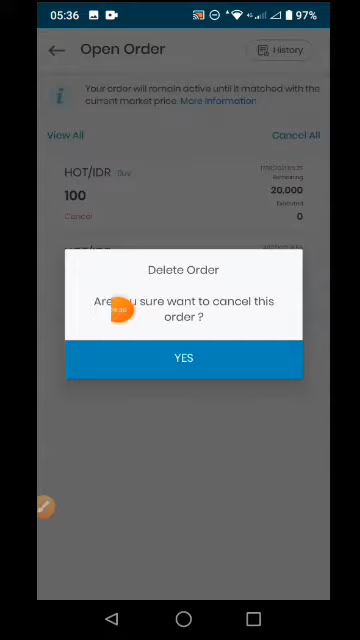 05:36
97%
Open Order
History
Your order will remain active until it matched with the
current market price. More Information
View All
Cancel All
HOT/IDR Buy
Remaining
100
20.000
Executed
Cancel
0
Delete Order
Are you sure want to cancel this
order ?
YES